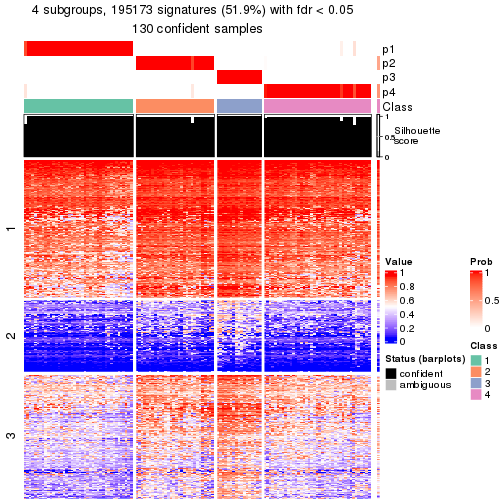 4 subgroups, 195173 signatures (51.9%) with fdr < 0.05
130 confident samples
p1
p2
p3
p4
Class
1
0.5
0
Silhouette
score
1
2
3
Value
1
0.8
0.6
0.4
0.2
0
Prob
1
0.5
0
Status (barplots)
confident
ambiguous
Class
1
2
3
4